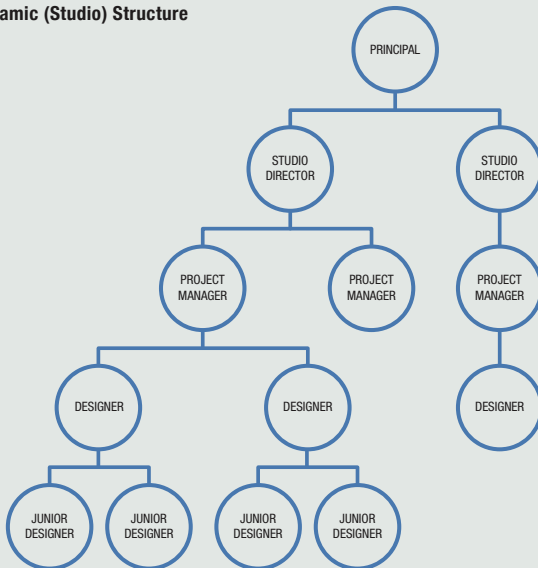 (Studio) Structure
PRINCIPAL
STUDIO
DIRECTOR
STUDIO
DIRECTOR
PROJECT
MANAGER
PROJECT
MANAGER
PROJECT
MANAGER
DESIGNER
DESIGNER
DESIGNER
JUNIOR
DESIGNER
JUNIOR
DESIGNER
JUNIOR
DESIGNER
JUNIOR
DESIGNER